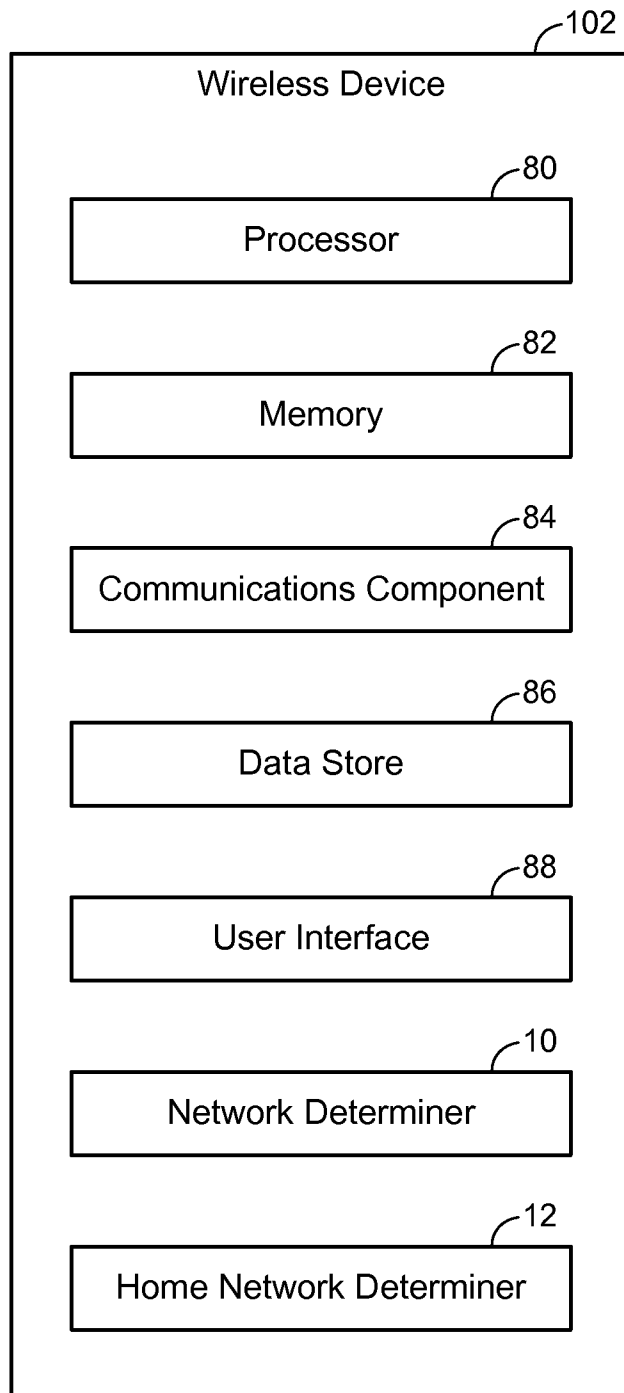 102
Wireless Device
80
Processor
82
Memory
84
Communications Component
86
Data Store
88
User Interface
10
Network Determiner
12
Home Network Determiner